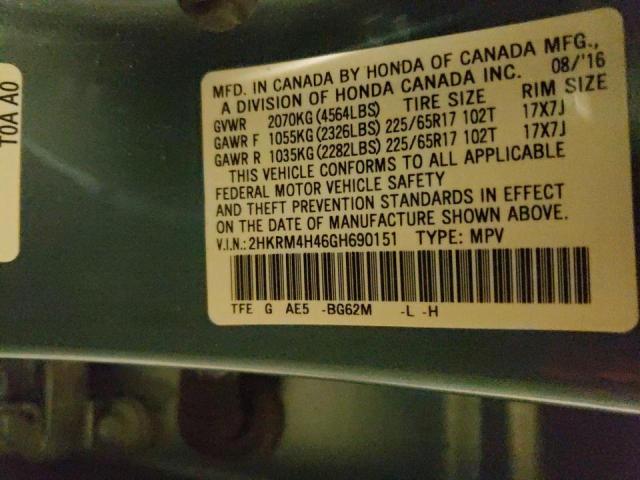 T0A A0
MFD. IN CANADA BY HONDA OF CANADA MFG.,
A DIVISION OF HONDA CANADA INC. 08/'16
GVWR 2070KG(4564LBS) TIRE SIZE RIM SIZE
GAWR F 1055KG(2326LBS) 225/65R17 102T 17X7J
GAWR R 1035KG(2282LBS) 225/65R17 102T 17X7J
THIS VEHICLE CONFORMS TO ALL APPLICABLE
FEDERAL MOTOR VEHICLE SAFETY
AND THEFT PREVENTION STANDARDS IN EFFECT
ON THE DATE OF MANUFACTURE SHOWN ABOVE.
V.I.N.: 2HKRM4H46GH690151 TYPE: MPV
TFE G AE5 -BG62M -L -H